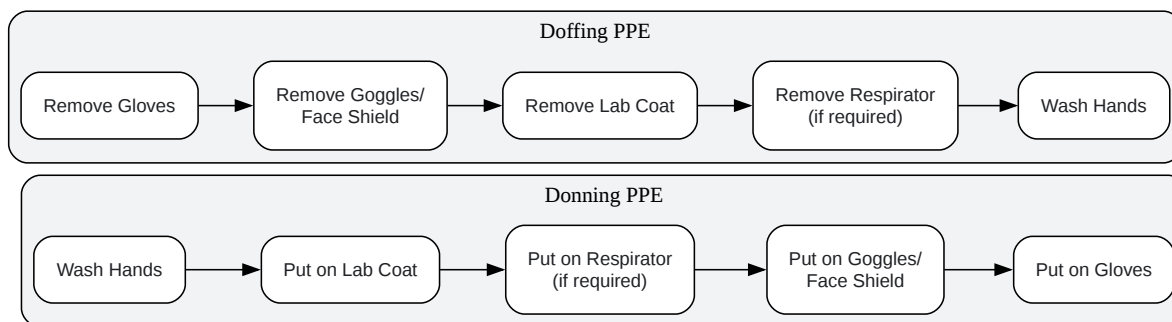 Doffing PPE
Remove Gloves
Remove Goggles/
Face Shield
Remove Lab Coat
Remove Respirator
(if required)
Wash Hands
Donning PPE
Wash Hands
Put on Lab Coat
Put on Respirator
(if required)
Put on Goggles/
Face Shield
Put on Gloves